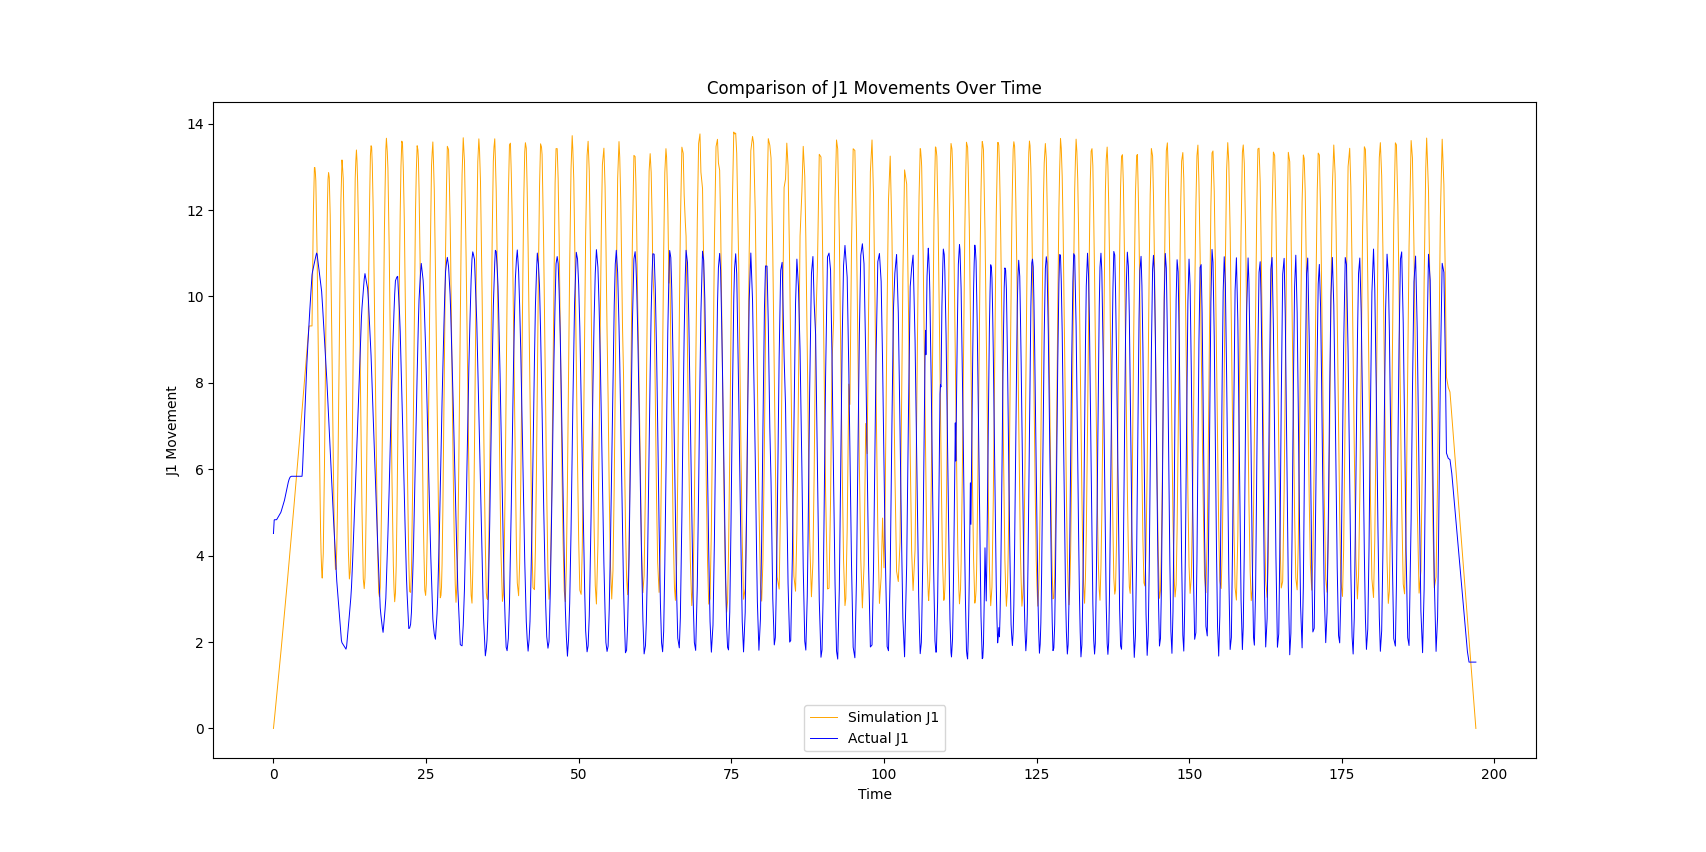 Comparison of J1 Movements Over Time
14
12
10
8
6
4
2
0
J1 Movement
Simulation J1
Actual J1
0 25 50 75 100 125 150 175 200
Time